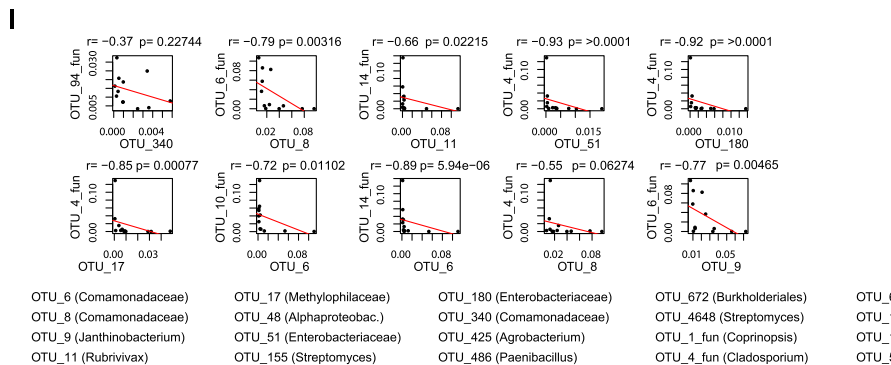 I
r= −0.37 p= 0.22744
r= −0.79 p= 0.00316
r= −0.66 p= 0.02215
r= -0.93 p= >0.0001
r= -0.92 p= >0.0001
OTU_94_fun
0.005 0.030
0.000 0.004
OTU_340
OTU_6_fun
0.00 0.08
0.02 0.08
OTU_8
OTU_14_fun
0.00 0.10
0.00 0.08
OTU_11
OTU_4_fun
0.00 0.10
0.000 0.015
OTU_51
OTU_4_fun
0.00 0.10
0.000 0.010
OTU_180
r= −0.85 p= 0.00077
r= −0.72 p= 0.01102
r= −0.89 p= 5.94e−06
r= −0.55 p= 0.06274
r= −0.77 p= 0.00465
OTU_4_fun
0.00 0.10
0.00 0.03
OTU_17
OTU_10_fun
0.00 0.10
0.00 0.08
OTU_6
OTU_14_fun
0.00 0.10
0.00 0.08
OTU_6
OTU_4_fun
0.00 0.10
0.02 0.08
OTU_8
OTU_6_fun
0.00 0.08
0.01 0.05
OTU_9
OTU_6 (Comamonadaceae) OTU_17 (Methylophilaceae) OTU_180 (Enterobacteriaceae) OTU_672 (Burkholderiales) OTU_6
OTU_8 (Comamonadaceae) OTU_48 (Alphaproteobac.) OTU_340 (Comamonadaceae) OTU_4648 (Streptomyces) OTU_
OTU_9 (Janthinobacterium) OTU_51 (Enterobacteriaceae) OTU_425 (Agrobacterium) OTU_1_fun (Coprinopsis) OTU_
OTU_11 (Rubrivivax) OTU_155 (Streptomyces) OTU_486 (Paenibacillus) OTU_4_fun (Cladosporium) OTU_